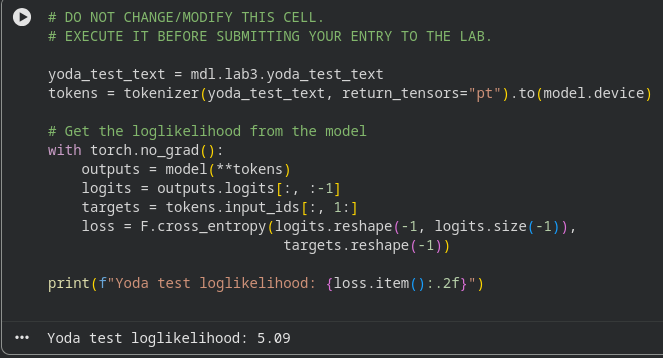 # DO NOT CHANGE/MODIFY THIS CELL.
# EXECUTE IT BEFORE SUBMITTING YOUR ENTRY TO THE LAB.
yoda_test_text = mdl.lab3.yoda_test_text
tokens = tokenizer(yoda_test_text, return_tensors="pt").to(model.device)
# Get the loglikelihood from the model
with torch.no_grad():
    outputs = model(**tokens)
    logits = outputs.logits[:, :-1]
    targets = tokens.input_ids[:, 1:]
    loss = F.cross_entropy(logits.reshape(-1, logits.size(-1)),
                            targets.reshape(-1))
print(f"Yoda test loglikelihood: {loss.item():.2f}")
••• Yoda test loglikelihood: 5.09